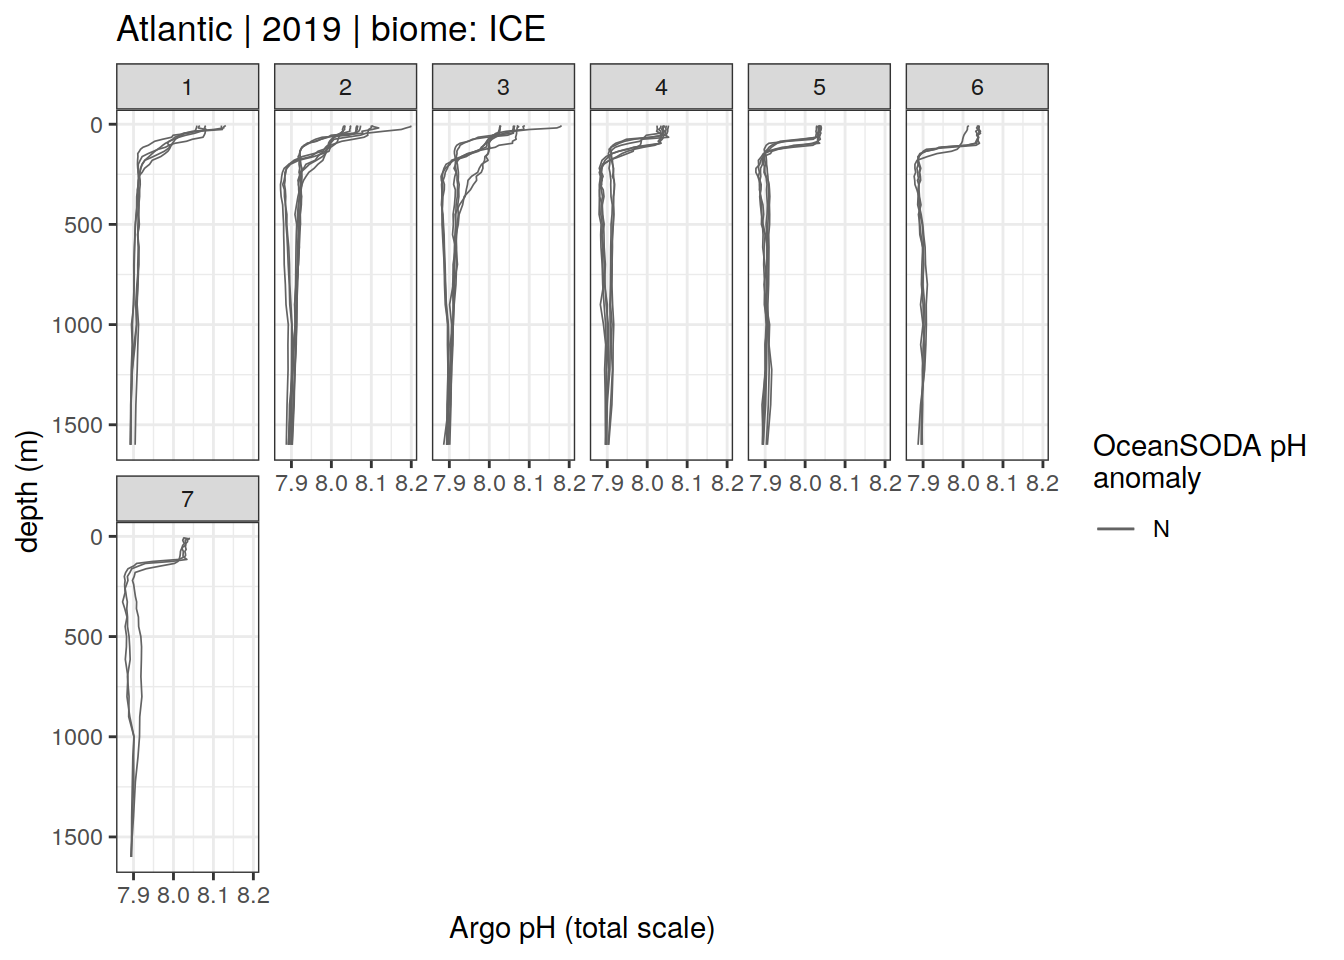 Atlantic | 2019 | biome: ICE
1 2 3 4 5 6
0
500
1000
1500
7.9 8.0 8.1 8.2 7.9 8.0 8.1 8.2 7.9 8.0 8.1 8.2 7.9 8.0 8.1 8.2 7.9 8.0 8.1 8.2
7
0
500
1000
1500
7.9 8.0 8.1 8.2
depth (m)
Argo pH (total scale)
OceanSODA pH
anomaly
N